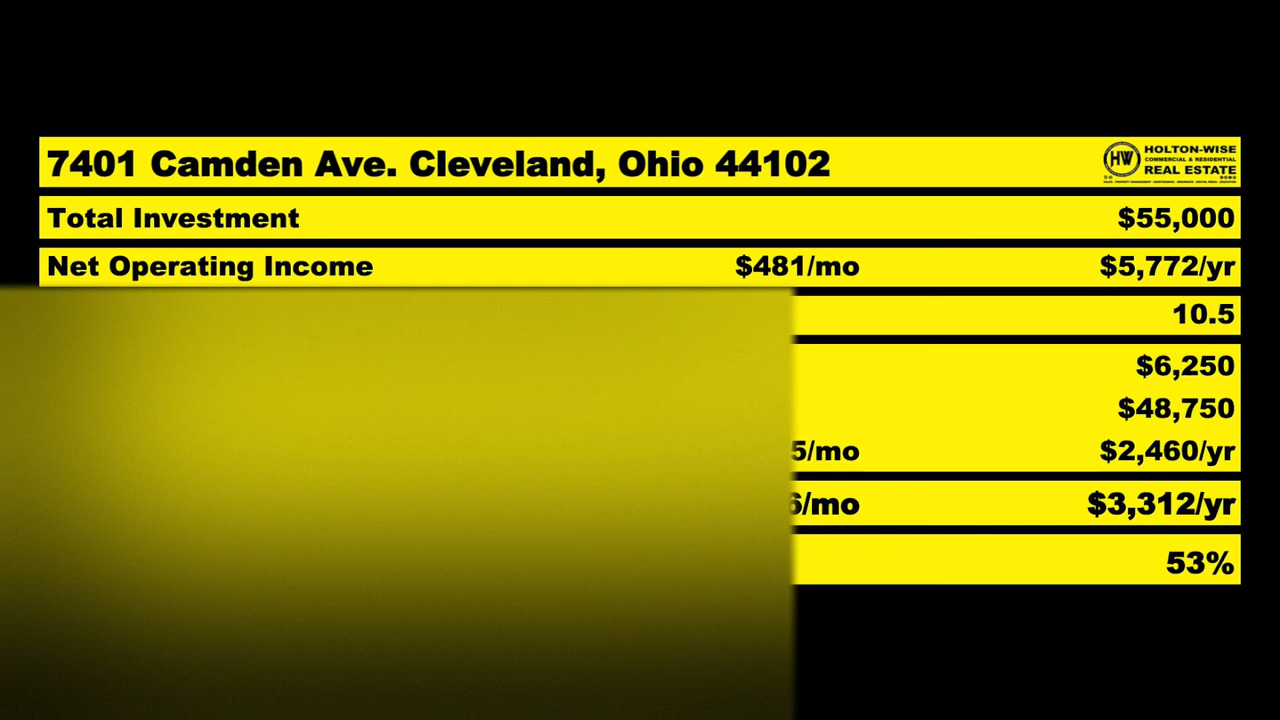 7401 Camden Ave. Cleveland, Ohio 44102
HW
HOLTON-WISE
COMMERCIAL & RESIDENTIAL
REAL ESTATE
Total Investment $55,000
Net Operating Income $481/mo $5,772/yr
10.5
$6,250
$48,750
5/mo $2,460/yr
6/mo $3,312/yr
53%